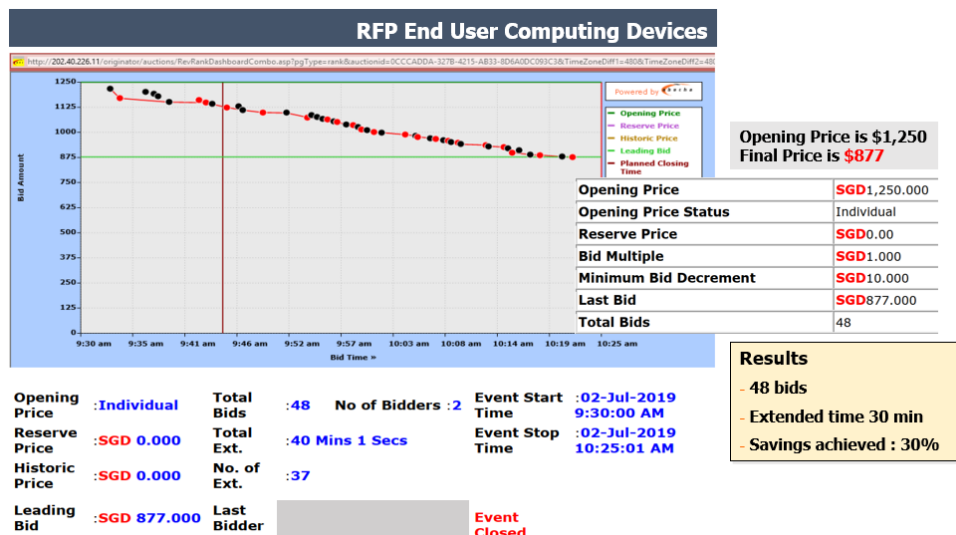 RFP End User Computing Devices
http://202.40.226.11/originator/auctions/RevRankDashboardCombo.asp?pgType=rank&auctionid=0CCCADDA-327B-4215-AB33-8D6A0DC093C3&TimeZoneDiff1=480&TimeZoneDiff2=480
1250
1125
1000
875
750
625
500
375
250
125
0
Bid Amount
9:30 am 9:35 am 9:41 am 9:46 am 9:52 am 9:57 am 10:03 am 10:08 am 10:14 am 10:19 am 10:25 am
Bid Time »
Powered by
Opening Price
Reserve Price
Historic Price
Leading Bid
Planned Closing
Time
Opening Price is $1,250
Final Price is $877
Opening Price SGD1,250.000
Opening Price Status Individual
Reserve Price SGD0.00
Bid Multiple SGD1.000
Minimum Bid Decrement SGD10.000
Last Bid SGD877.000
Total Bids 48
Results
- 48 bids
- Extended time 30 min
- Savings achieved : 30%
Opening Price :Individual Total Bids :48 No of Bidders :2 Event Start Time :02-Jul-2019 9:30:00 AM
Reserve Price :SGD 0.000 Total Ext. :40 Mins 1 Secs Event Stop Time :02-Jul-2019 10:25:01 AM
Historic Price :SGD 0.000 No. of Ext. :37
Leading Bid :SGD 877.000 Last Bidder Event Closed